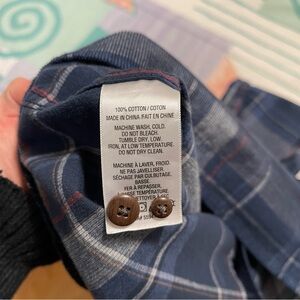 100% COTTON / COTON
MADE IN CHINA /FAIT EN CHINE
MACHINE WASH, COLD.
DO NOT BLEACH.
TUMBLE DRY, LOW.
IRON, AT LOW TEMPERATURE.
DO NOT DRY CLEAN.
MACHINE À LAVER, FROID.
NE PAS JAVELLISER.
SÉCHAGE PAR CULBUTAGE,
BASSE
FER À REPASSER,
BASSE TEMPÉRATURE